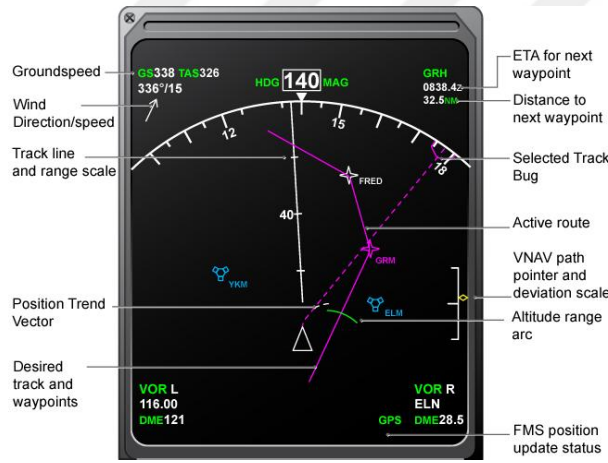 Groundspeed
Wind
Direction/speed
Track line
and range scale
Position Trend
Vector
Desired
track and
waypoints
GS338 TAS326
336°/15
HDG 140 MAG
GRH
0838.4Z
32.5NM
12
15
18
FRED
40
GRM
YKM
ELM
VOR L
116.00
DME121
VOR R
ELN
GPS DME28.5
ETA for next
waypoint
Distance to
next waypoint
Selected Track
Bug
Active route
VNAV path
pointer and
deviation scale
Altitude range
arc
FMS position
update status